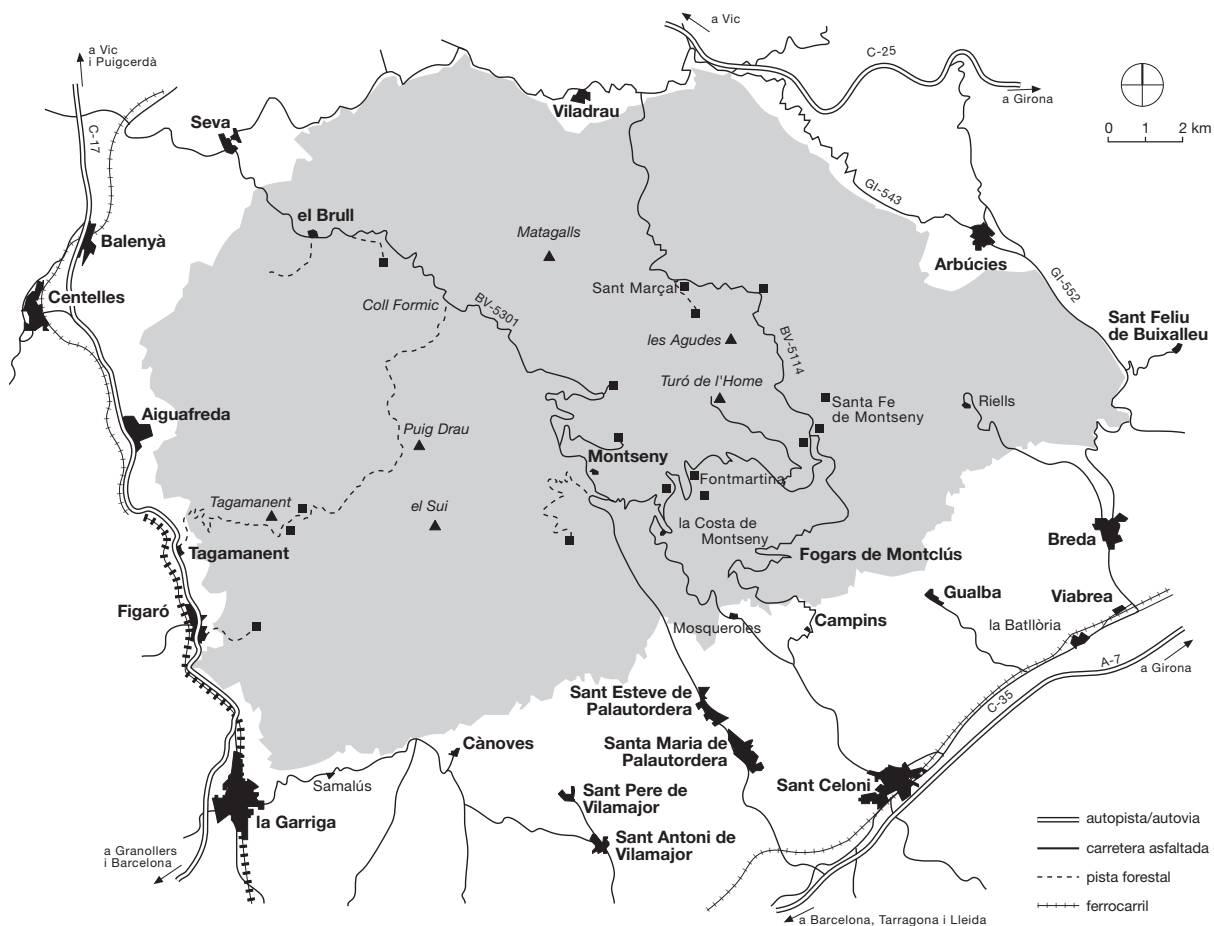 a Vic
a Vic
i Puigcerdà
C-25
a Girona
Viladrau
Seva
C-17
0 1 2 km
GI-543
el Brull
Matagalls
Balenyà
Arbúcies
Sant Marçal
GI-552
Centelles
Coll Formic
BV-5301
Sant Feliu
de Buixalleu
les Agudes
BV-5114
Turó de l'Home
Santa Fe
de Montseny
Riells
Aiguafreda
Puig Drau
Montseny
Fontmartina
Tagamanent
el Sui
la Costa de
Montseny
Breda
Tagamanent
Fogars de Montclús
Figaró
Gualba
Viabrea
Mosqueroles
Campins
la Batllòria
A-7
a Girona
C-35
Sant Esteve de
Palautordera
Cànoves
Santa Maria de
Palautordera
Samalús
Sant Celoni
Sant Pere de
Vilamajor
la Garriga
Sant Antoni de
Vilamajor
a Granollers
i Barcelona
autopista/autovia
carretera asfaltada
pista forestal
ferrocarril
a Barcelona, Tarragona i Lleida